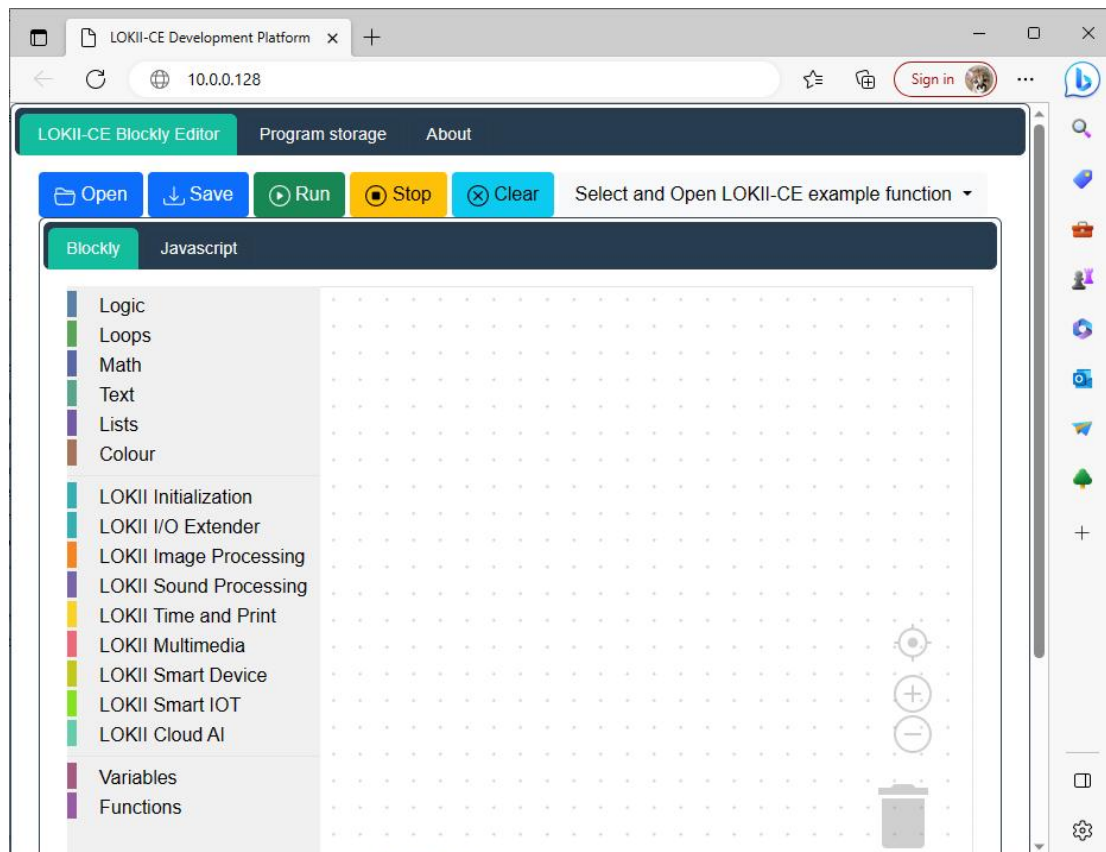 LOKII-CE Development Platform
10.0.0.128
Sign in
LOKII-CE Blockly Editor Program storage About
Open Save Run Stop Clear Select and Open LOKII-CE example function
Blockly Javascript
Logic
Loops
Math
Text
Lists
Colour
LOKII Initialization
LOKII I/O Extender
LOKII Image Processing
LOKII Sound Processing
LOKII Time and Print
LOKII Multimedia
LOKII Smart Device
LOKII Smart IOT
LOKII Cloud AI
Variables
Functions